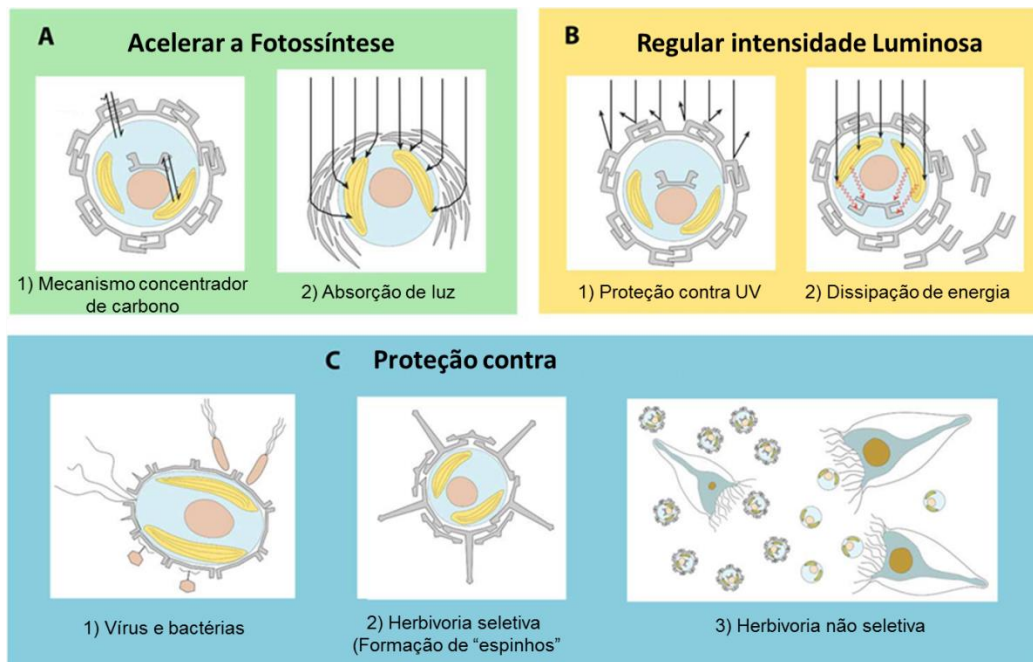 A Acelerar a Fotossíntese
1) Mecanismo concentrador
de carbono
2) Absorção de luz
B Regular intensidade Luminosa
1) Proteção contra UV
2) Dissipação de energia
C Proteção contra
1) Vírus e bactérias
2) Herbivoria seletiva
(Formação de “espinhos”
3) Herbivoria não seletiva